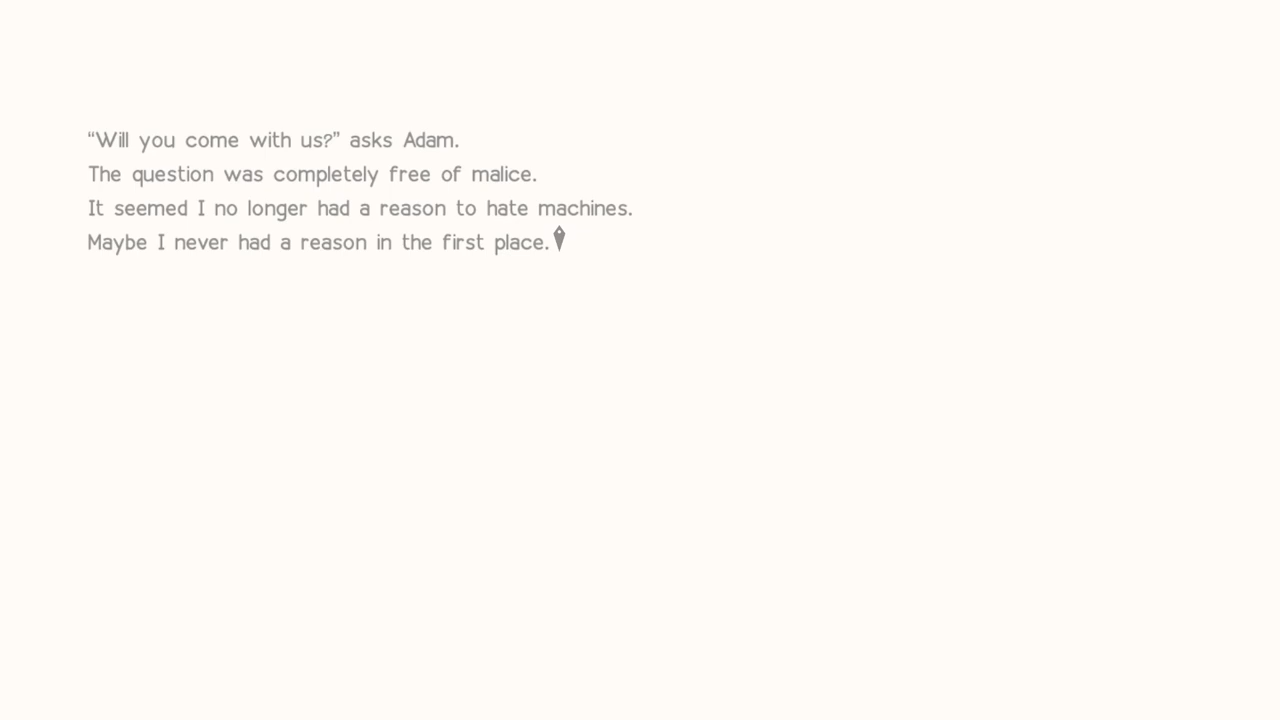 “Will you come with us?” asks Adam.
The question was completely free of malice.
It seemed I no longer had a reason to hate machines.
Maybe I never had a reason in the first place.